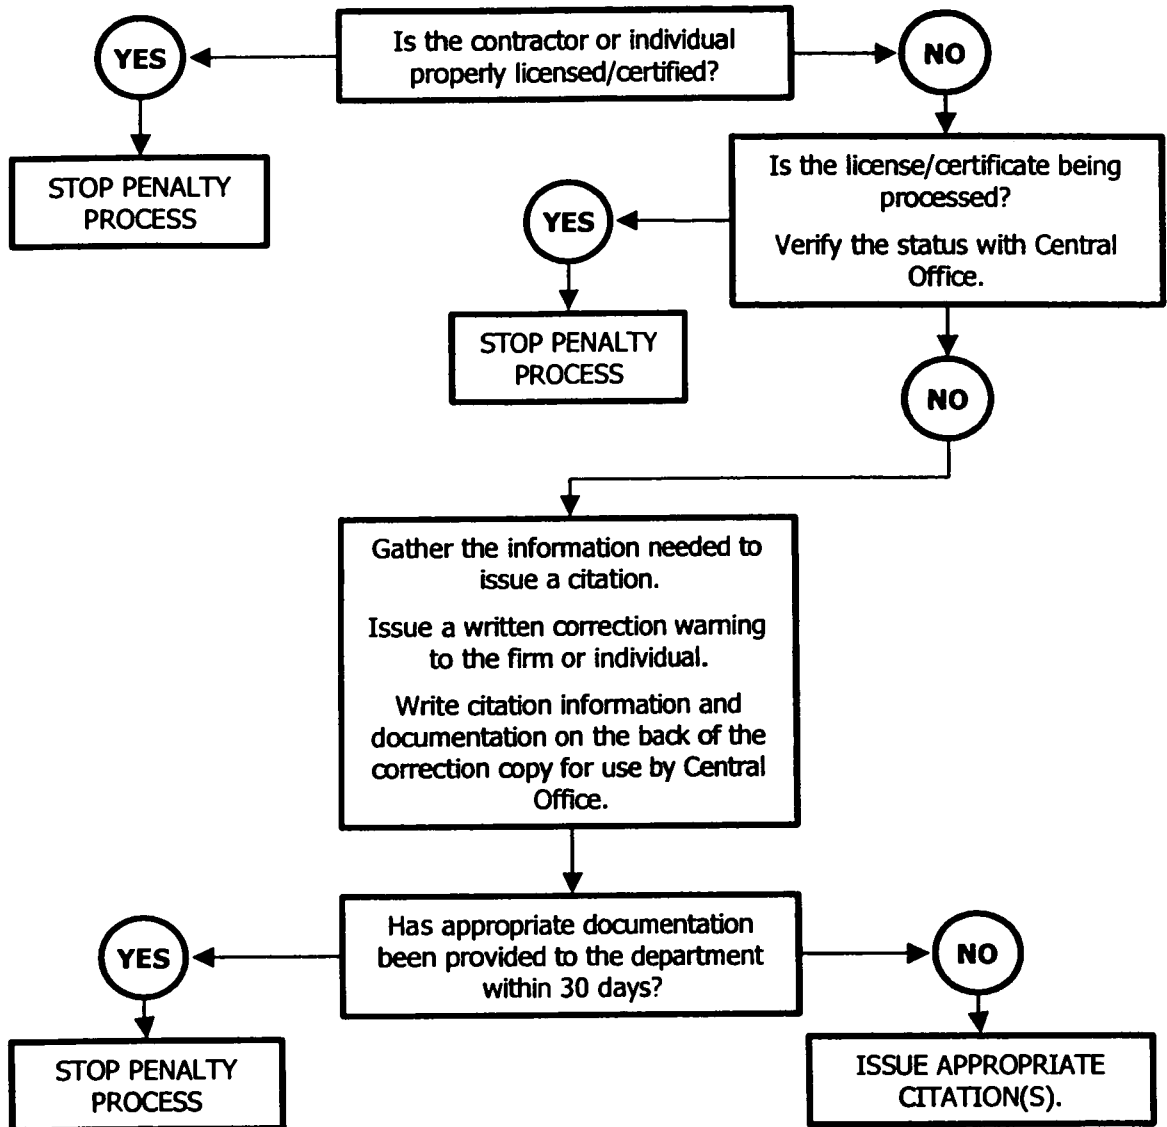 YES
Is the contractor or individual
properly licensed/certified?
NO
STOP PENALTY
PROCESS
Is the license/certificate being
processed?
Verify the status with Central
Office.
YES
STOP PENALTY
PROCESS
NO
Gather the information needed to
issue a citation.
Issue a written correction warning
to the firm or individual.
Write citation information and
documentation on the back of the
correction copy for use by Central
Office.
YES
Has appropriate documentation
been provided to the department
within 30 days?
NO
STOP PENALTY
PROCESS
ISSUE APPROPRIATE
CITATION(S).